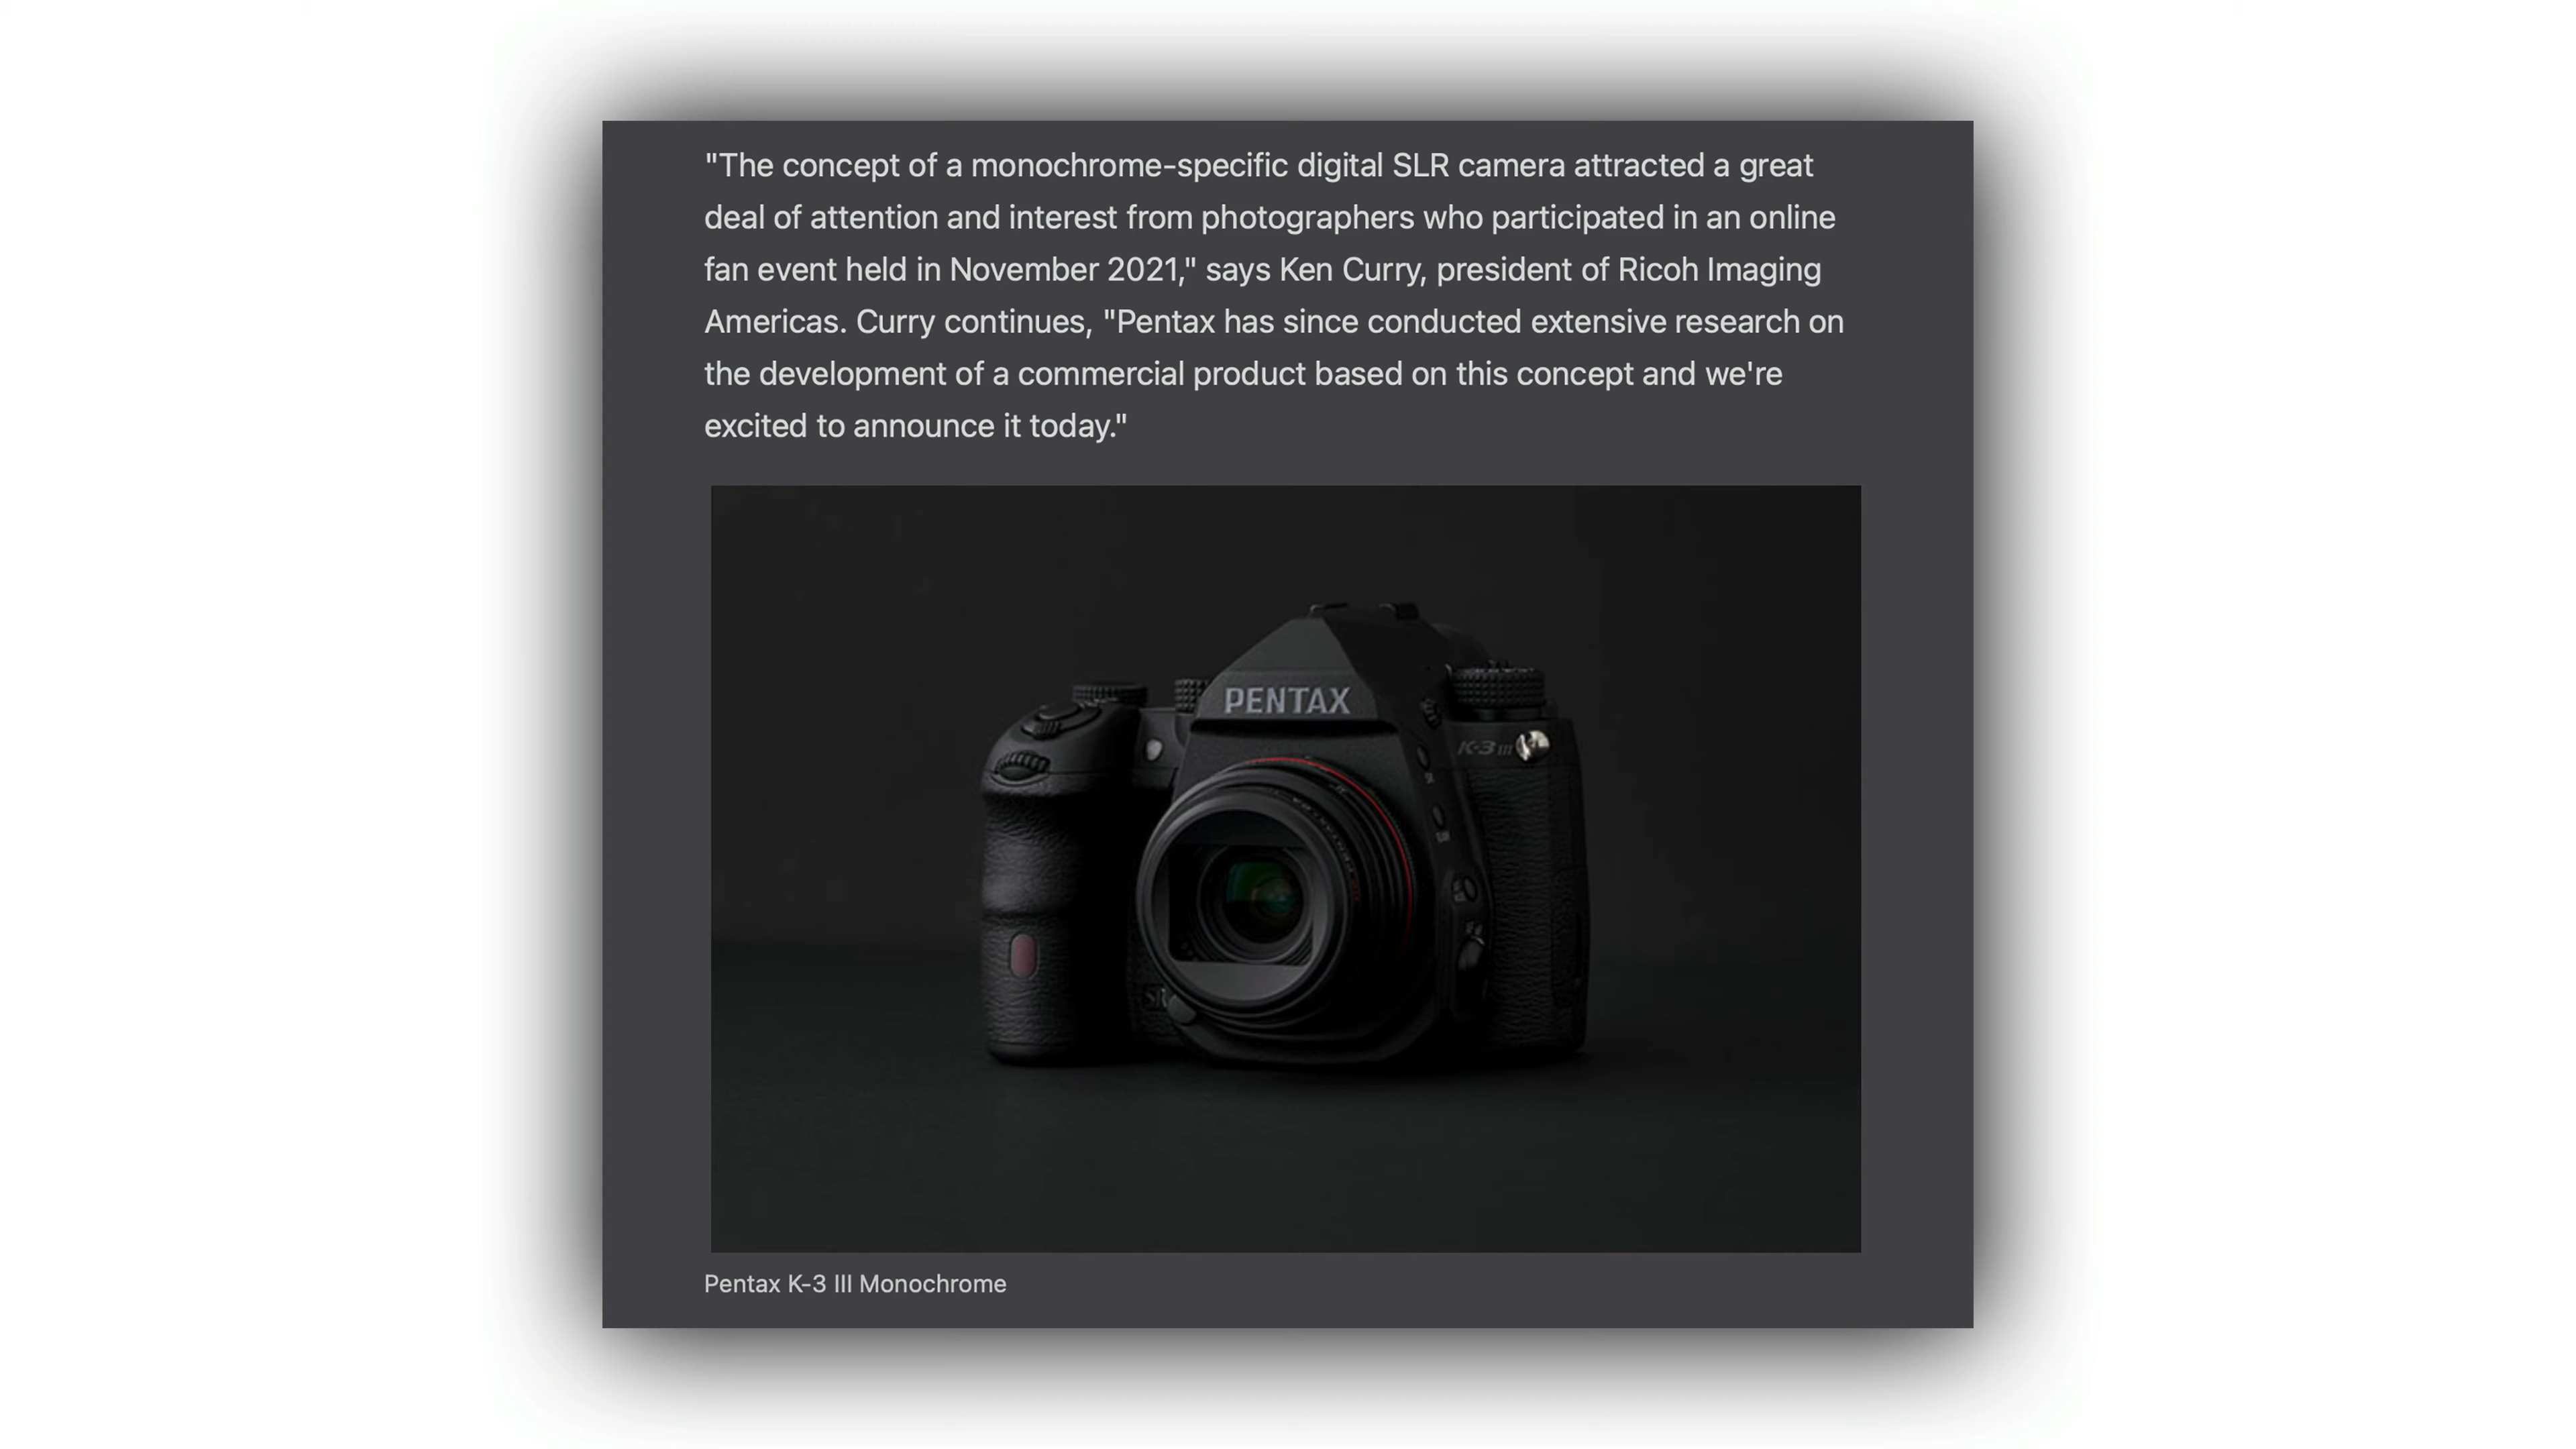 "The concept of a monochrome-specific digital SLR camera attracted a great
deal of attention and interest from photographers who participated in an online
fan event held in November 2021," says Ken Curry, president of Ricoh Imaging
Americas. Curry continues, "Pentax has since conducted extensive research on
the development of a commercial product based on this concept and we're
excited to announce it today."
PENTAX
K-3 III
SR
Pentax K-3 III Monochrome